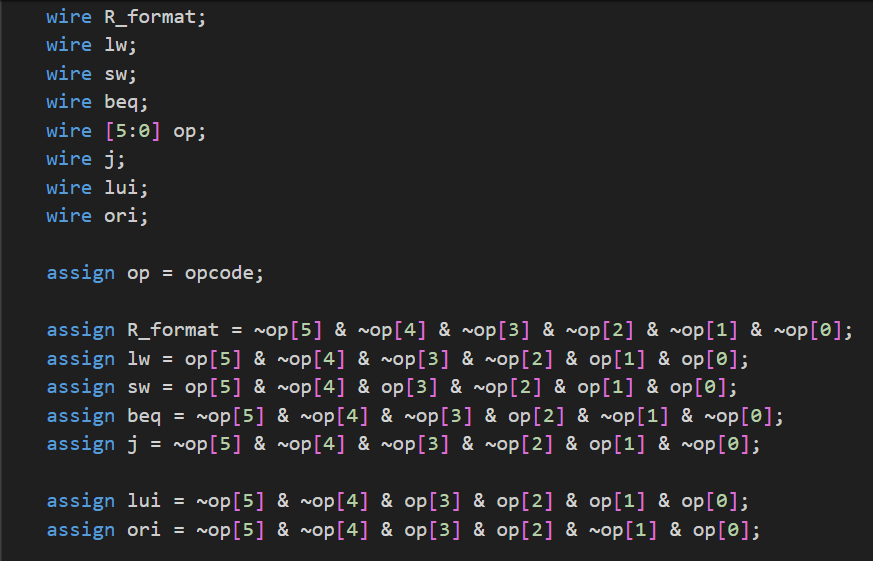 wire R_format;
wire lw;
wire sw;
wire beq;
wire [5:0] op;
wire j;
wire lui;
wire ori;
assign op = opcode;
assign R_format = ~op[5] & ~op[4] & ~op[3] & ~op[2] & ~op[1] & ~op[0];
assign lw = op[5] & ~op[4] & ~op[3] & ~op[2] & op[1] & op[0];
assign sw = op[5] & ~op[4] & op[3] & ~op[2] & op[1] & op[0];
assign beq = ~op[5] & ~op[4] & ~op[3] & op[2] & ~op[1] & ~op[0];
assign j = ~op[5] & ~op[4] & ~op[3] & ~op[2] & op[1] & ~op[0];
assign lui = ~op[5] & ~op[4] & op[3] & op[2] & op[1] & op[0];
assign ori = ~op[5] & ~op[4] & op[3] & op[2] & ~op[1] & op[0];